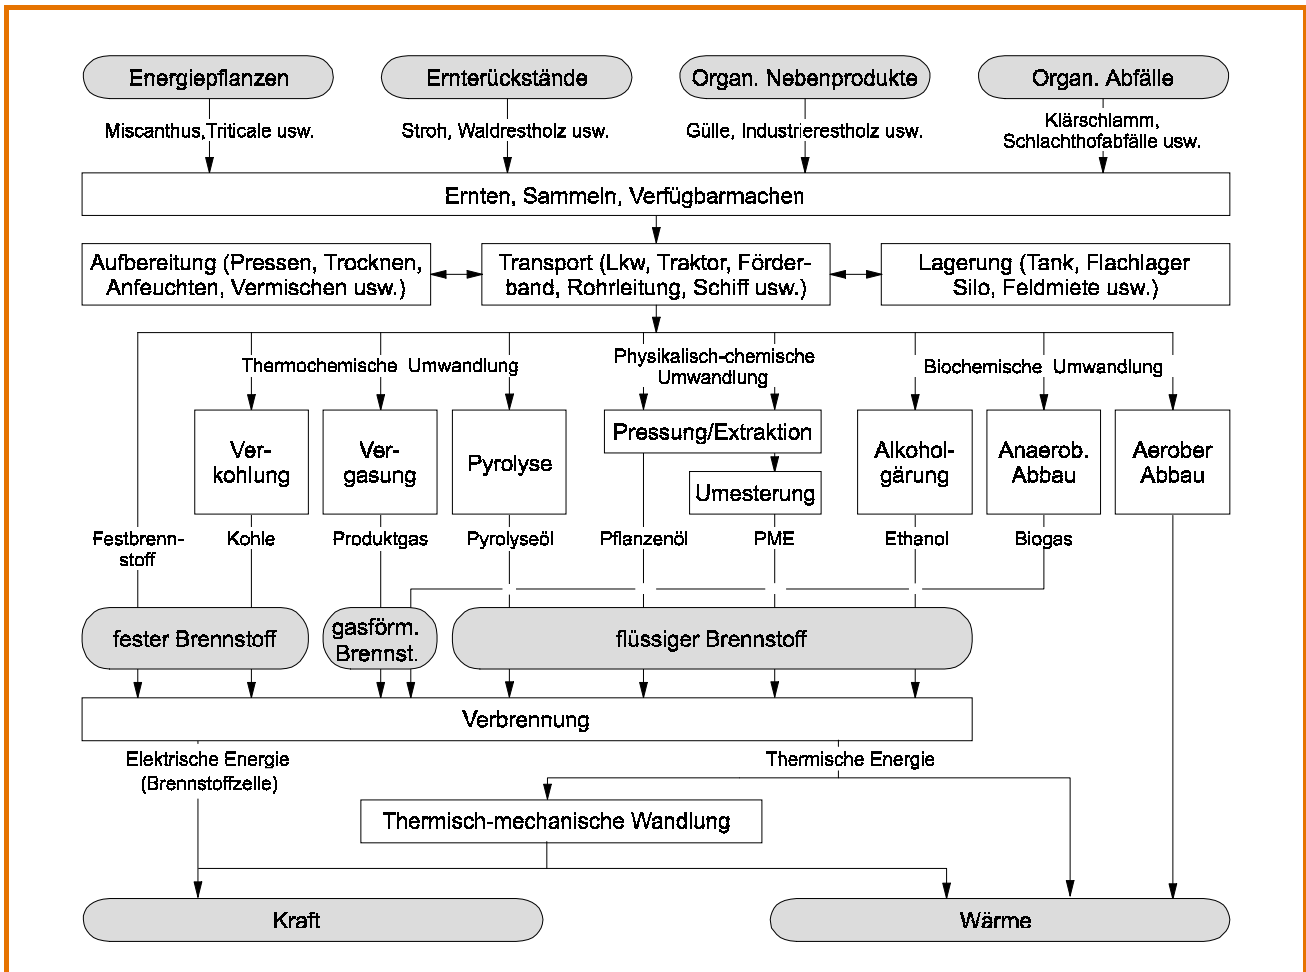 Energiepflanzen
Ernterückstände
Organ. Nebenprodukte
Organ. Abfälle
Miscanthus,Triticale usw.
Stroh, Waldrestholz usw.
Gülle, Industrierestholz usw.
Klärschlamm,
Schlachthofabfälle usw.
Ernten, Sammeln, Verfügbarmachen
Aufbereitung (Pressen, Trocknen,
Anfeuchten, Vermischen usw.)
Transport (Lkw, Traktor, Förder-
band, Rohrleitung, Schiff usw.)
Lagerung (Tank, Flachlager
Silo, Feldmiete usw.)
Thermochemische Umwandlung
Physikalisch-chemische
Umwandlung
Biochemische Umwandlung
Ver-
kohlung
Ver-
gasung
Pyrolyse
Pressung/Extraktion
Umesterung
Alkohol-
gärung
Anaerob.
Abbau
Aerober
Abbau
Festbrenn-
stoff
Kohle
Produktgas
Pyrolyseöl
Pflanzenöl
PME
Ethanol
Biogas
fester Brennstoff
gasförm.
Brennst.
flüssiger Brennstoff
Verbrennung
Elektrische Energie
(Brennstoffzelle)
Thermische Energie
Thermisch-mechanische Wandlung
Kraft
Wärme